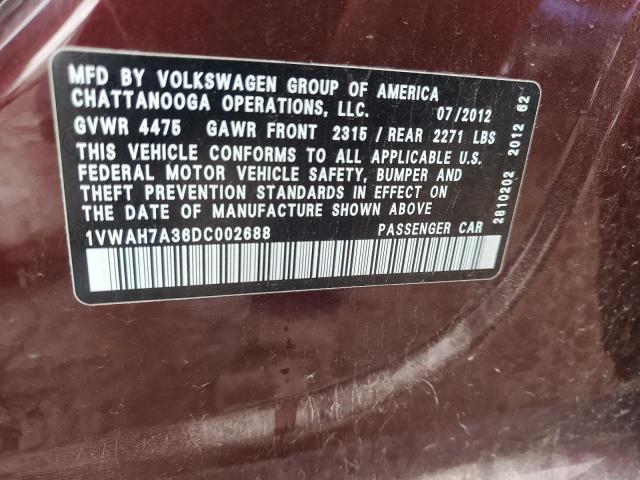 MFD BY VOLKSWAGEN GROUP OF AMERICA
CHATTANOOGA OPERATIONS, LLC. 07/2012
GVWR 4475 GAWR FRONT 2315/REAR 2271 LBS
THIS VEHICLE CONFORMS TO ALL APPLICABLE U.S.
FEDERAL MOTOR VEHICLE SAFETY, BUMPER AND
THEFT PREVENTION STANDARDS IN EFFECT ON
THE DATE OF MANUFACTURE SHOWN ABOVE
1VWAH7A36DC002688 PASSENGER CAR
2810202 2012 62